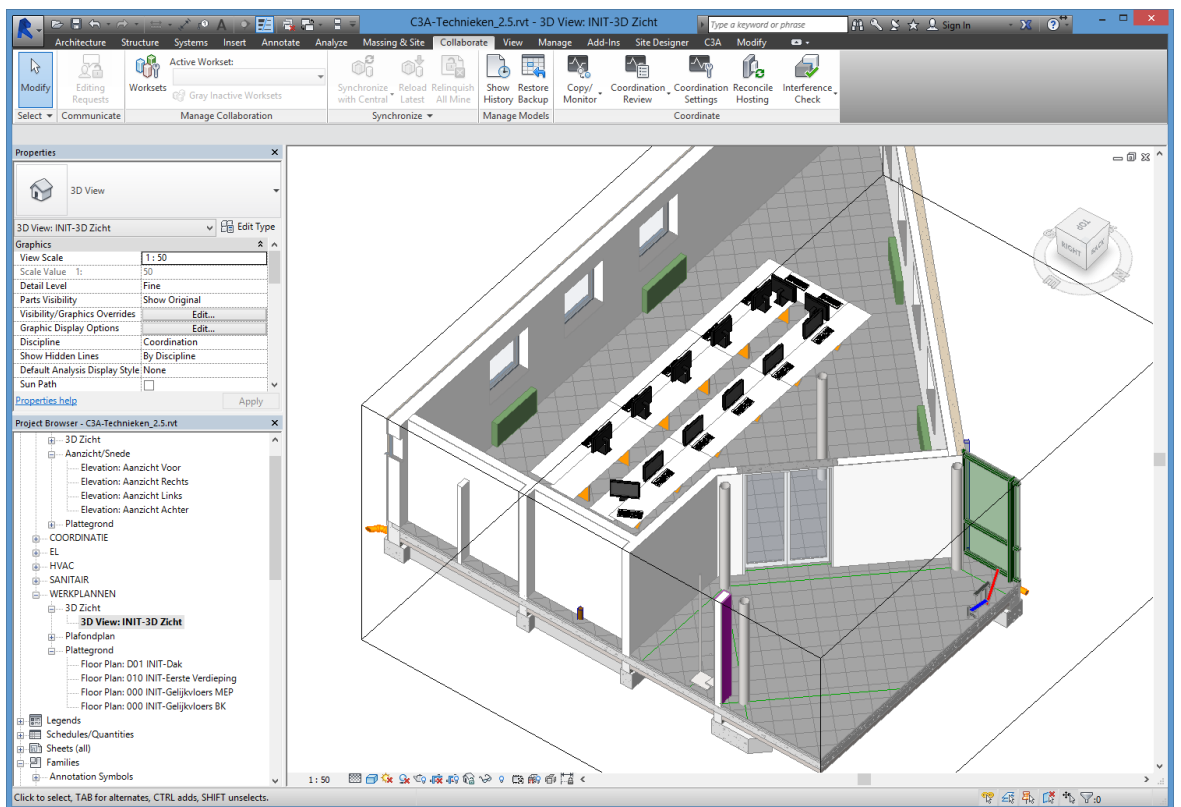 C3A-Technieken_2.5.rvt - 3D View: INIT-3D Zicht
Type a keyword or phrase
Sign In
Architecture Structure Systems Insert Annotate Analyze Massing & Site Collaborate View Manage Add-Ins Site Designer C3A Modify
Modify
Editing Requests
Worksets
Active Workset:
Gray Inactive Worksets
Synchronize with Central
Reload Latest
Relinquish All Mine
Show History
Restore Backup
Copy/ Monitor
Coordination Review
Coordination Settings
Reconcile Hosting
Interference Check
Select Communicate Manage Collaboration Synchronize Manage Models Coordinate
Properties
3D View
3D View: INIT-3D Zicht Edit Type
Graphics
View Scale 1 : 50
Scale Value 1: 50
Detail Level Fine
Parts Visibility Show Original
Visibility/Graphics Overrides Edit...
Graphic Display Options Edit...
Discipline Coordination
Show Hidden Lines By Discipline
Default Analysis Display Style None
Sun Path
Properties help Apply
Project Browser - C3A-Technieken_2.5.rvt
3D Zicht
Aanzicht/Snede
Elevation: Aanzicht Voor
Elevation: Aanzicht Rechts
Elevation: Aanzicht Links
Elevation: Aanzicht Achter
Plattegrond
COORDINATIE
EL
HVAC
SANITAIR
WERKPLANNEN
3D Zicht
3D View: INIT-3D Zicht
Plafondplan
Plattegrond
Floor Plan: D01 INIT-Dak
Floor Plan: 010 INIT-Eerste Verdieping
Floor Plan: 000 INIT-Gelijkvloers MEP
Floor Plan: 000 INIT-Gelijkvloers BK
Legends
Schedules/Quantities
Sheets (all)
Families
Annotation Symbols
TOP
RIGHT
BACK
1 : 50
Click to select, TAB for alternates, CTRL adds, SHIFT unselects.
:0